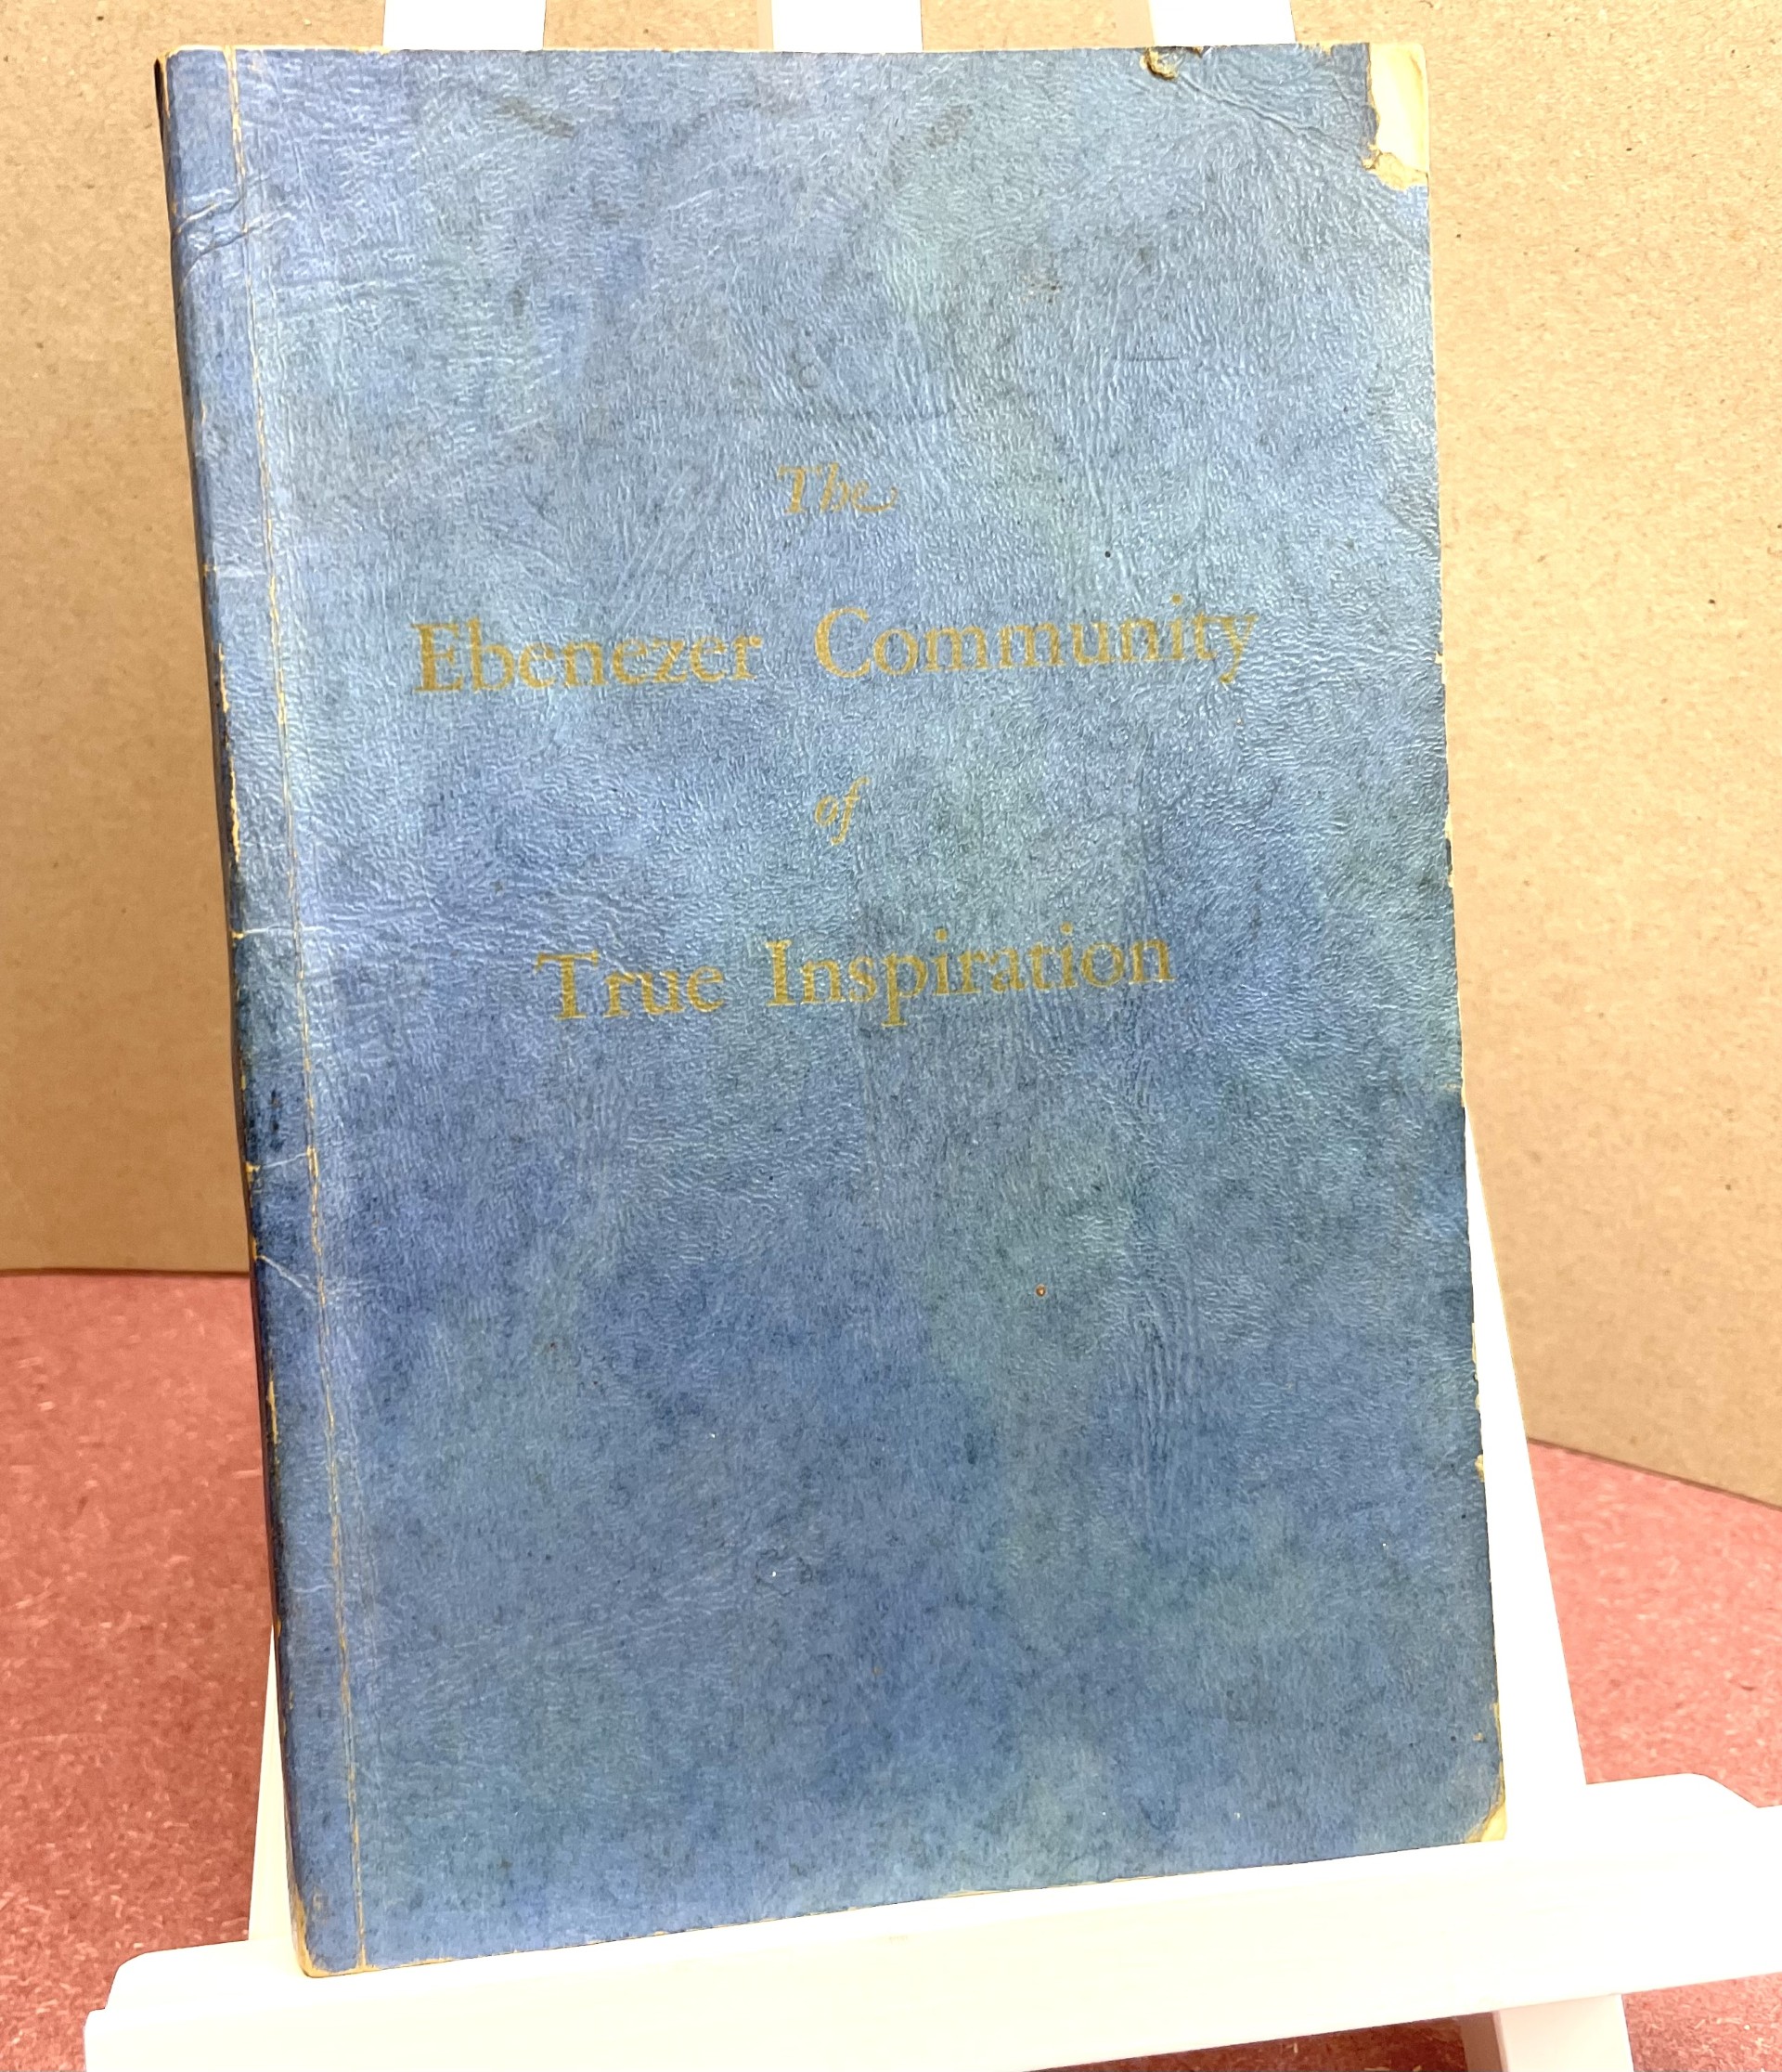 The
Ebenezer Community
of
True Inspiration